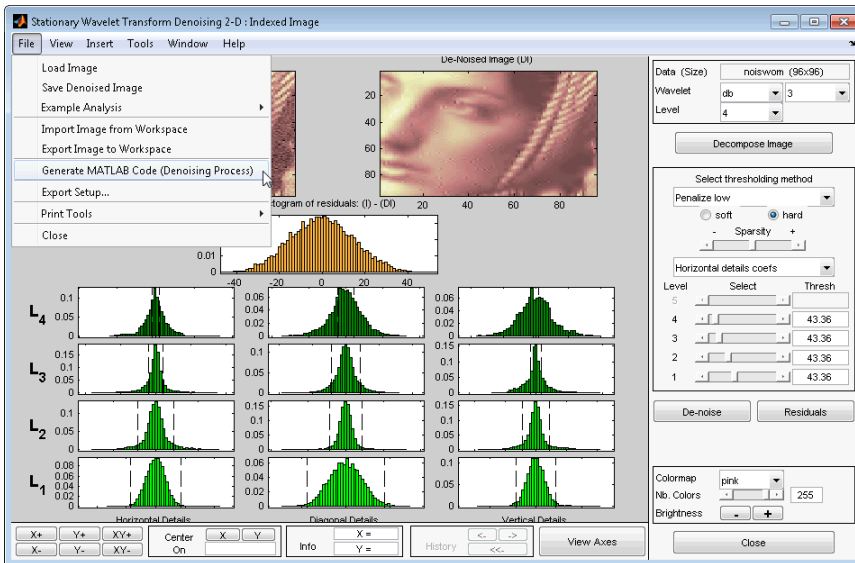 Stationary Wavelet Transform Denoising 2-D : Indexed Image
File View Insert Tools Window Help
Load Image
Save Denoised Image
Example Analysis
Import Image from Workspace
Export Image to Workspace
Generate MATLAB Code (Denoising Process)
Export Setup...
Print Tools
Close
De-Noised Image (DI)
20
40
60
80
20 40 60 80
togram of residuals: (I) - (DI)
0.01
0
-40 -20 0 20 40
L4
0.1
0.05
0
0.06
0.04
0.02
0
0.06
0.04
0.02
0
L3
0.15
0.1
0.05
0
0.1
0.05
0
0.15
0.1
0.05
0
L2
0.1
0.05
0
0.15
0.1
0.05
0
0.15
0.1
0.05
0
L1
0.08
0.06
0.04
0.02
0
0.06
0.04
0.02
0
0.1
0.05
0
Horizontal Details
Diagonal Details
Vertical Details
X+ Y+ XY+
X- Y- XY-
Center On
X Y
Info
X =
Y =
History
<- ->
<<-
View Axes
Data (Size) noiswom (96x96)
Wavelet db 3
Level 4
Decompose Image
Select thresholding method
Penalize low
soft hard
- Sparsity +
Horizontal details coefs
Level Select Thresh
5
4 43.36
3 43.36
2 43.36
1 43.36
De-noise Residuals
Colormap pink
Nb. Colors 255
Brightness - +
Close